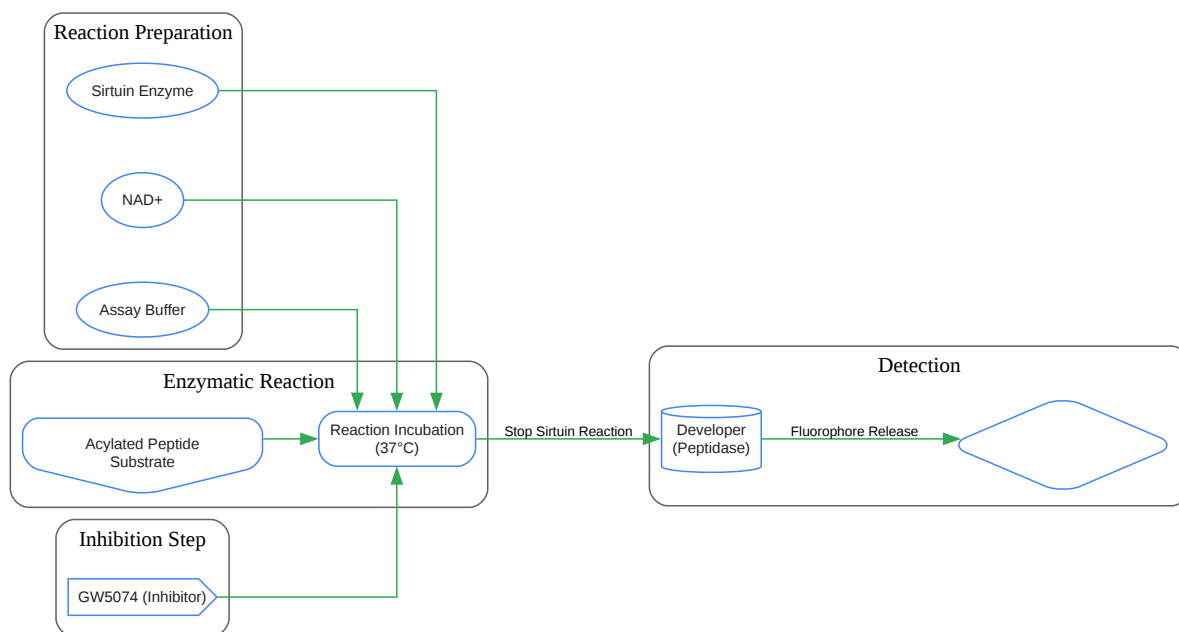 Reaction Preparation
Sirtuin Enzyme
NAD+
Assay Buffer
Enzymatic Reaction
Acylated Peptide
Substrate
Reaction Incubation
(37°C)
Stop Sirtuin Reaction
Detection
Developer
(Peptidase)
Fluorophore Release
Inhibition Step
GW5074 (Inhibitor)